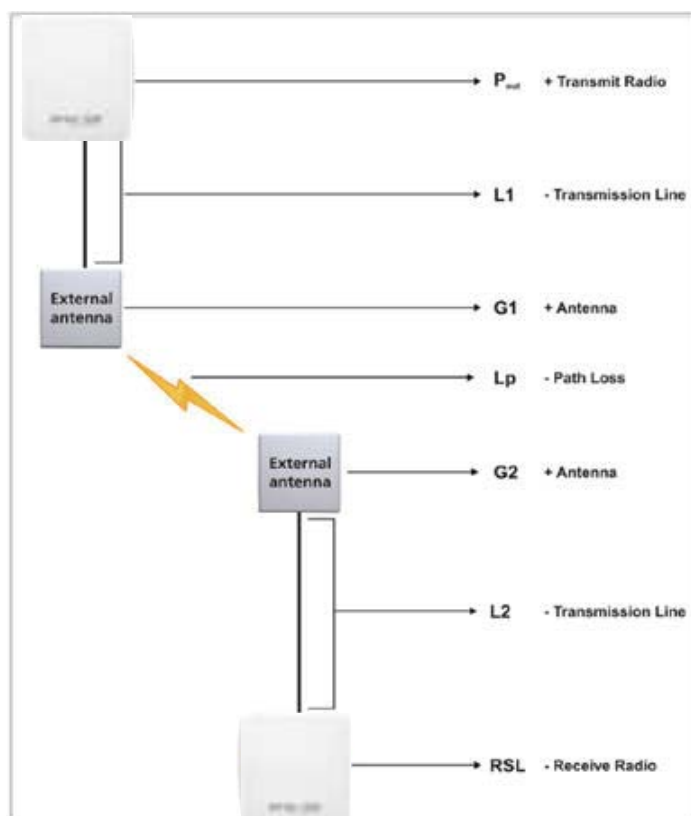 P_out + Transmit Radio
L1 - Transmission Line
External
antenna
G1 + Antenna
Lp - Path Loss
External
antenna
G2 + Antenna
L2 - Transmission Line
RSL - Receive Radio